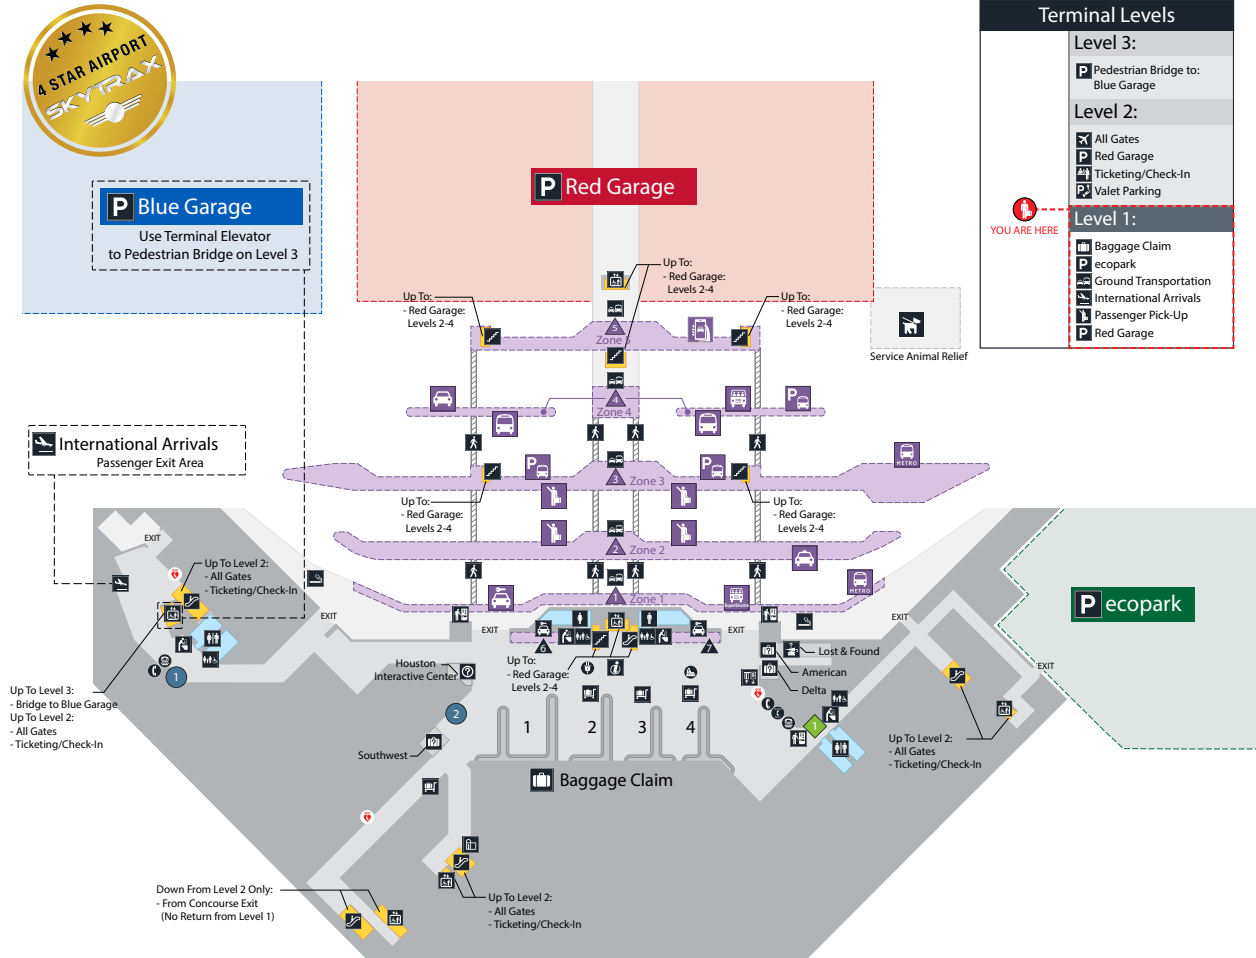 4 STAR AIRPORT
SKYTRAX
Terminal Levels
Level 3:
P
Pedestrian Bridge to:
Blue Garage
Level 2:
All Gates
P
Red Garage
Ticketing/Check-In
P
Valet Parking
YOU ARE HERE
Level 1:
Baggage Claim
P
ecopark
Ground Transportation
International Arrivals
Passenger Pick-Up
P
Red Garage
P Blue Garage
Use Terminal Elevator
to Pedestrian Bridge on Level 3
P Red Garage
Up To:
- Red Garage:
Levels 2-4
Up To:
- Red Garage:
Levels 2-4
Up To:
- Red Garage:
Levels 2-4
5
Zone 5
Service Animal Relief
4
Zone 4
P
International Arrivals
Passenger Exit Area
P
P
METRO
3
Zone 3
Up To:
- Red Garage:
Levels 2-4
Up To:
- Red Garage:
Levels 2-4
2
Zone 2
EXIT
Up To Level 2:
- All Gates
- Ticketing/Check-In
METRO
1
Zone 1
P ecopark
EXIT
EXIT
EXIT
EXIT
6
7
Houston
Interactive Center
Up To:
- Red Garage:
Levels 2-4
Lost & Found
American
Delta
EXIT
1
Up To Level 3:
- Bridge to Blue Garage
Up To Level 2:
- All Gates
- Ticketing/Check-In
2
1
2
3
4
1
Up To Level 2:
- All Gates
- Ticketing/Check-In
Southwest
Baggage Claim
Down From Level 2 Only:
- From Concourse Exit
(No Return from Level 1)
Up To Level 2:
- All Gates
- Ticketing/Check-In